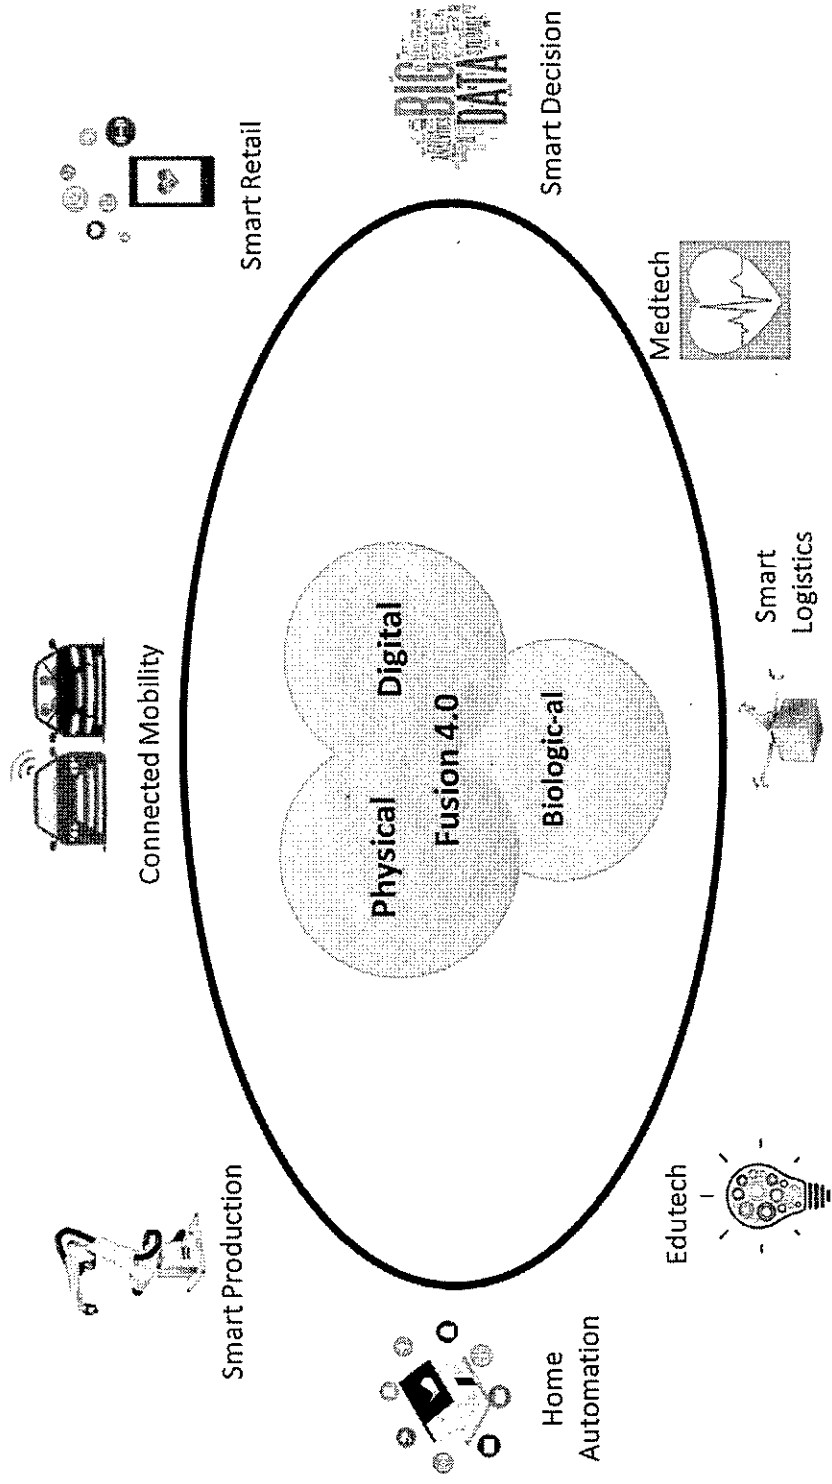 Connected Mobility
Smart Production
Smart Retail
Physical
Digital
Fusion 4.0
Biologic-al
BIG
DATA
Smart Decision
Home
Automation
Edutech
Medtech
Smart
Logistics